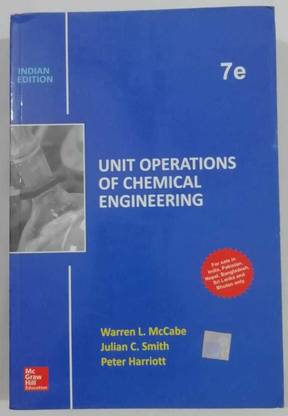 INDIAN
EDITION
7e
UNIT OPERATIONS
OF CHEMICAL
ENGINEERING
For sale in
India, Pakistan,
Nepal, Bangladesh,
Sri Lanka and
Bhutan only
Warren L. McCabe
Julian C. Smith
Peter Harriott
Mc
Graw
Hill
Education